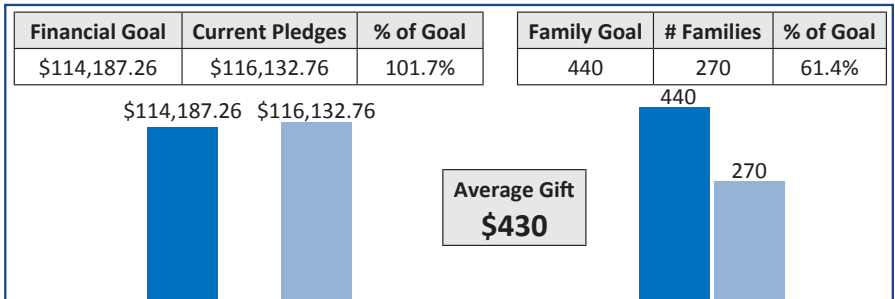 Financial Goal Current Pledges % of Goal
$114,187.26 $116,132.76 101.7%
Family Goal # Families % of Goal
440 270 61.4%
$114,187.26 $116,132.76
440
270
Average Gift
$430